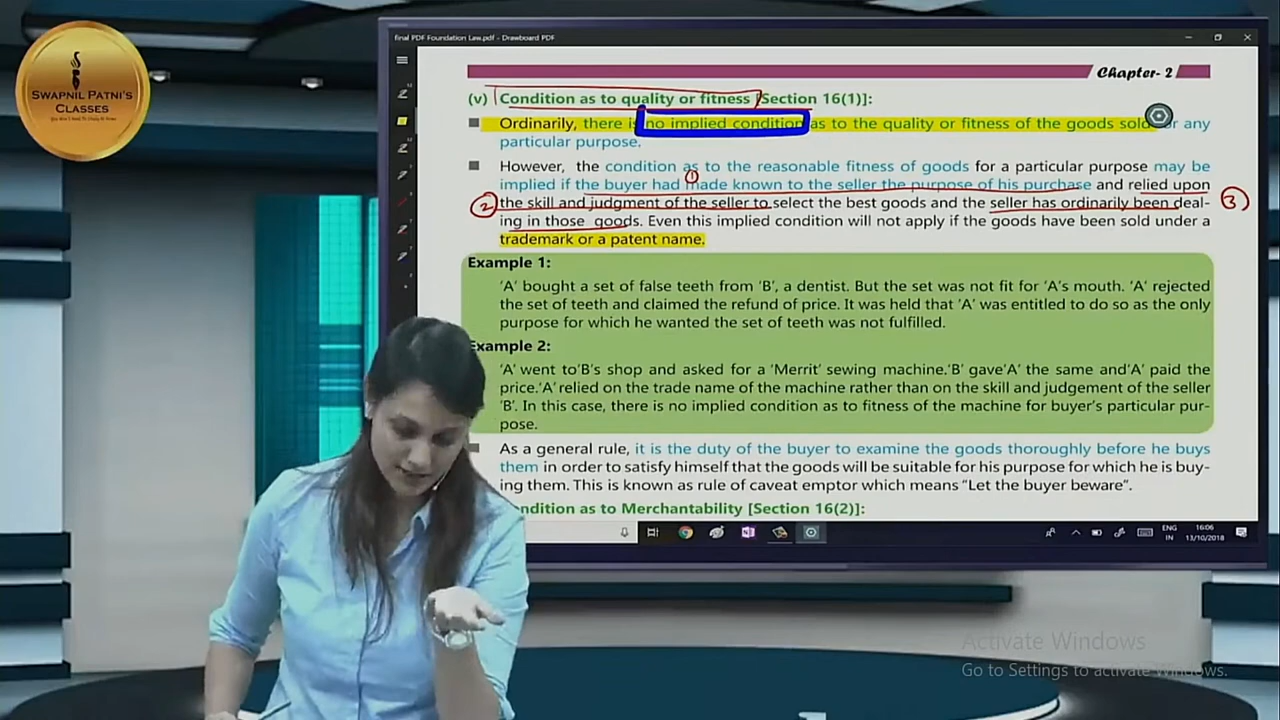 SWAPNIL PATNI'S
CLASSES
final PDF Foundation Law.pdf - Drawboard PDF
Chapter- 2
(v) Condition as to quality or fitness [Section 16(1)]:
Ordinarily, there is no implied condition as to the quality or fitness of the goods sold for any
particular purpose.
However, the condition as to the reasonable fitness of goods for a particular purpose may be
1
implied if the buyer had made known to the seller the purpose of his purchase and relied upon
2 the skill and judgment of the seller to select the best goods and the seller has ordinarily been deal- 3
ing in those goods. Even this implied condition will not apply if the goods have been sold under a
trademark or a patent name.
Example 1:
'A' bought a set of false teeth from 'B', a dentist. But the set was not fit for 'A's mouth. 'A' rejected
the set of teeth and claimed the refund of price. It was held that 'A' was entitled to do so as the only
purpose for which he wanted the set of teeth was not fulfilled.
Example 2:
'A' went to'B's shop and asked for a 'Merrit' sewing machine.'B' gave'A' the same and'A' paid the
price.'A'relied on the trade name of the machine rather than on the skill and judgement of the seller
'B'. In this case, there is no implied condition as to fitness of the machine for buyer's particular pur-
pose.
As a general rule, it is the duty of the buyer to examine the goods thoroughly before he buys
them in order to satisfy himself that the goods will be suitable for his purpose for which he is buy-
ing them. This is known as rule of caveat emptor which means "Let the buyer beware".
ndition as to Merchantability [Section 16(2)]:
ENG
IN
16:06
13/10/2018
Activate Windows
Go to Settings to activate Windows.